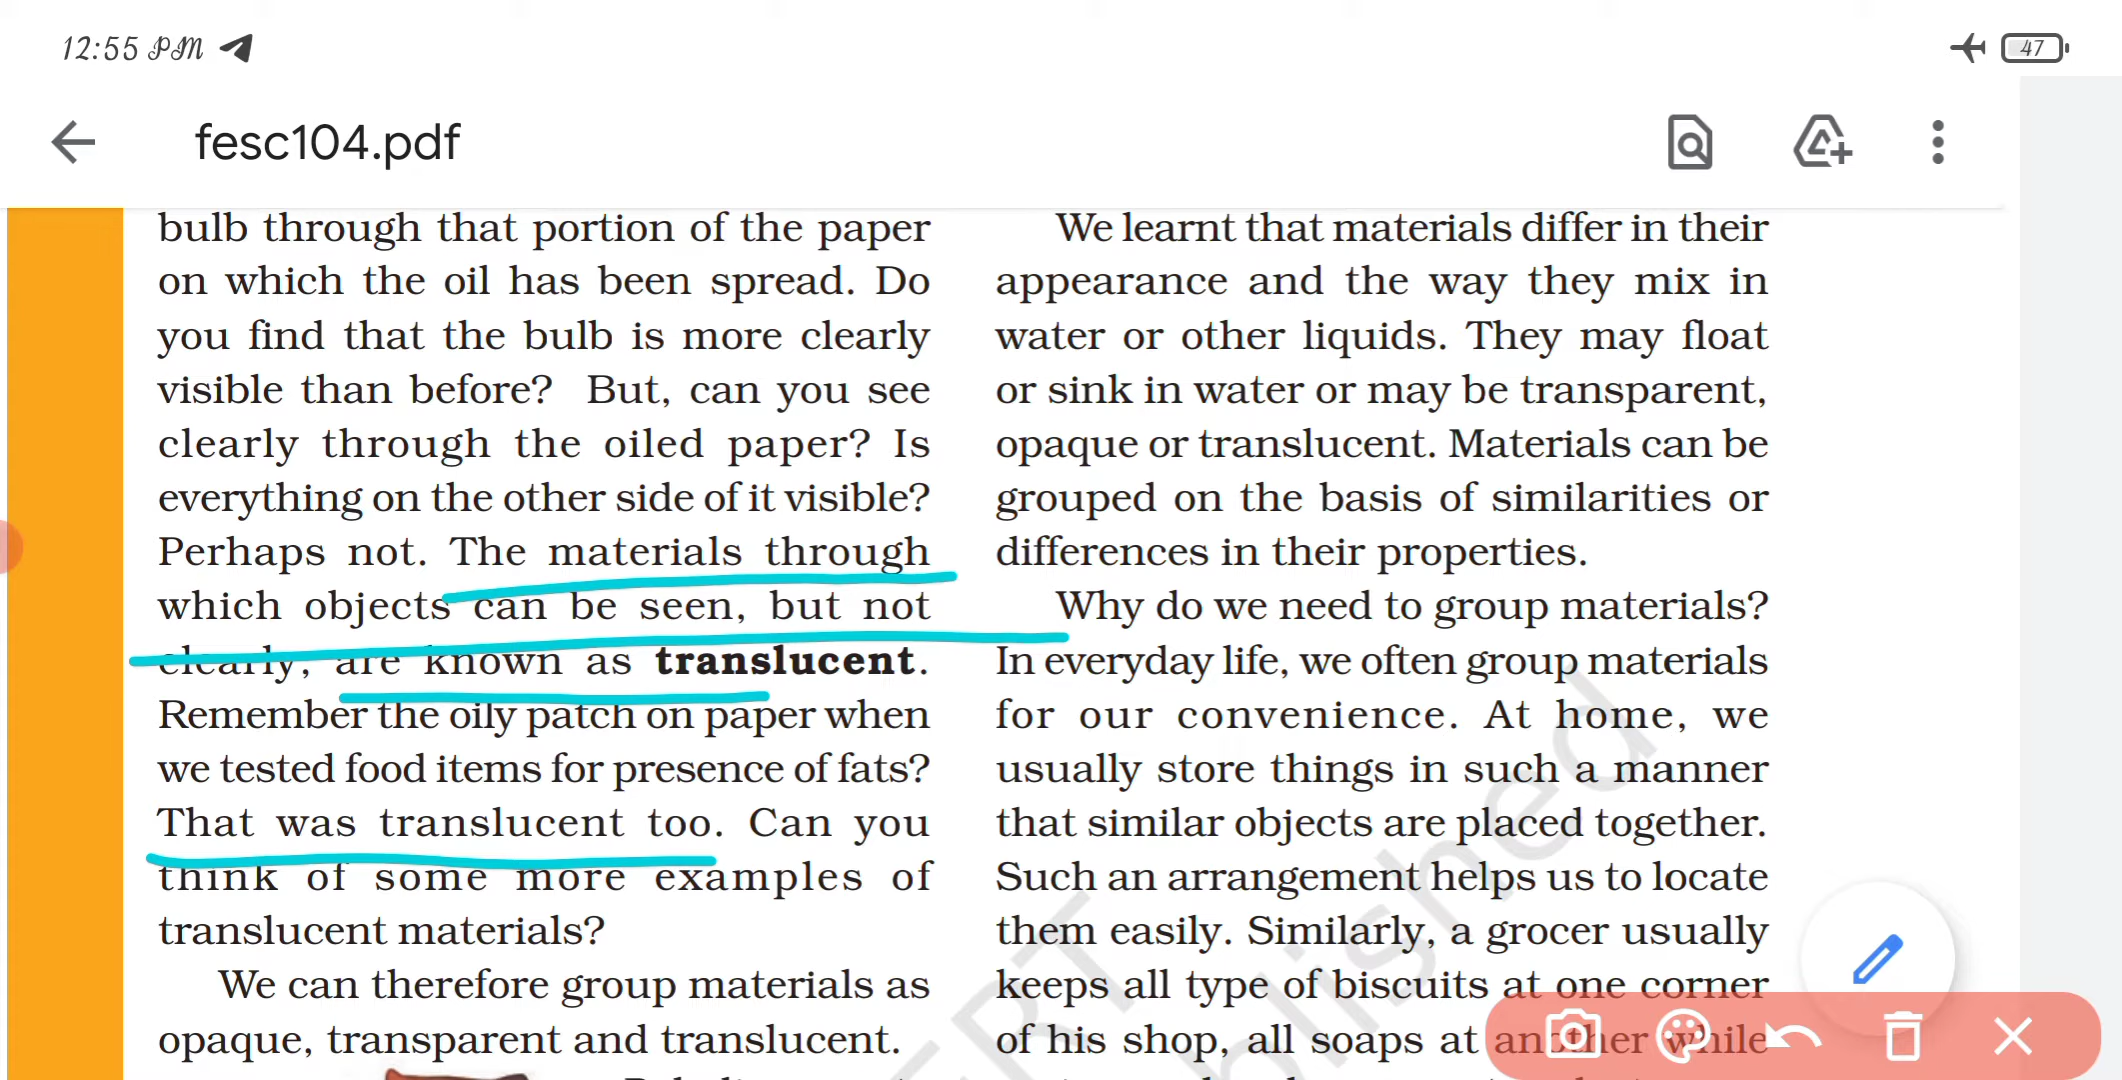 12:55 PM
47
fesc104.pdf
bulb through that portion of the paper
on which the oil has been spread. Do
you find that the bulb is more clearly
visible than before? But, can you see
clearly through the oiled paper? Is
everything on the other side of it visible?
Perhaps not. The materials through
which objects can be seen, but not
clearly, are known as translucent.
Remember the oily patch on paper when
we tested food items for presence of fats?
That was translucent too. Can you
think of some more examples of
translucent materials?
We can therefore group materials as
opaque, transparent and translucent.
We learnt that materials differ in their
appearance and the way they mix in
water or other liquids. They may float
or sink in water or may be transparent,
opaque or translucent. Materials can be
grouped on the basis of similarities or
differences in their properties.
Why do we need to group materials?
In everyday life, we often group materials
for our convenience. At home, we
usually store things in such a manner
that similar objects are placed together.
Such an arrangement helps us to locate
them easily. Similarly, a grocer usually
keeps all type of biscuits at one corner
of his shop, all soaps at another while